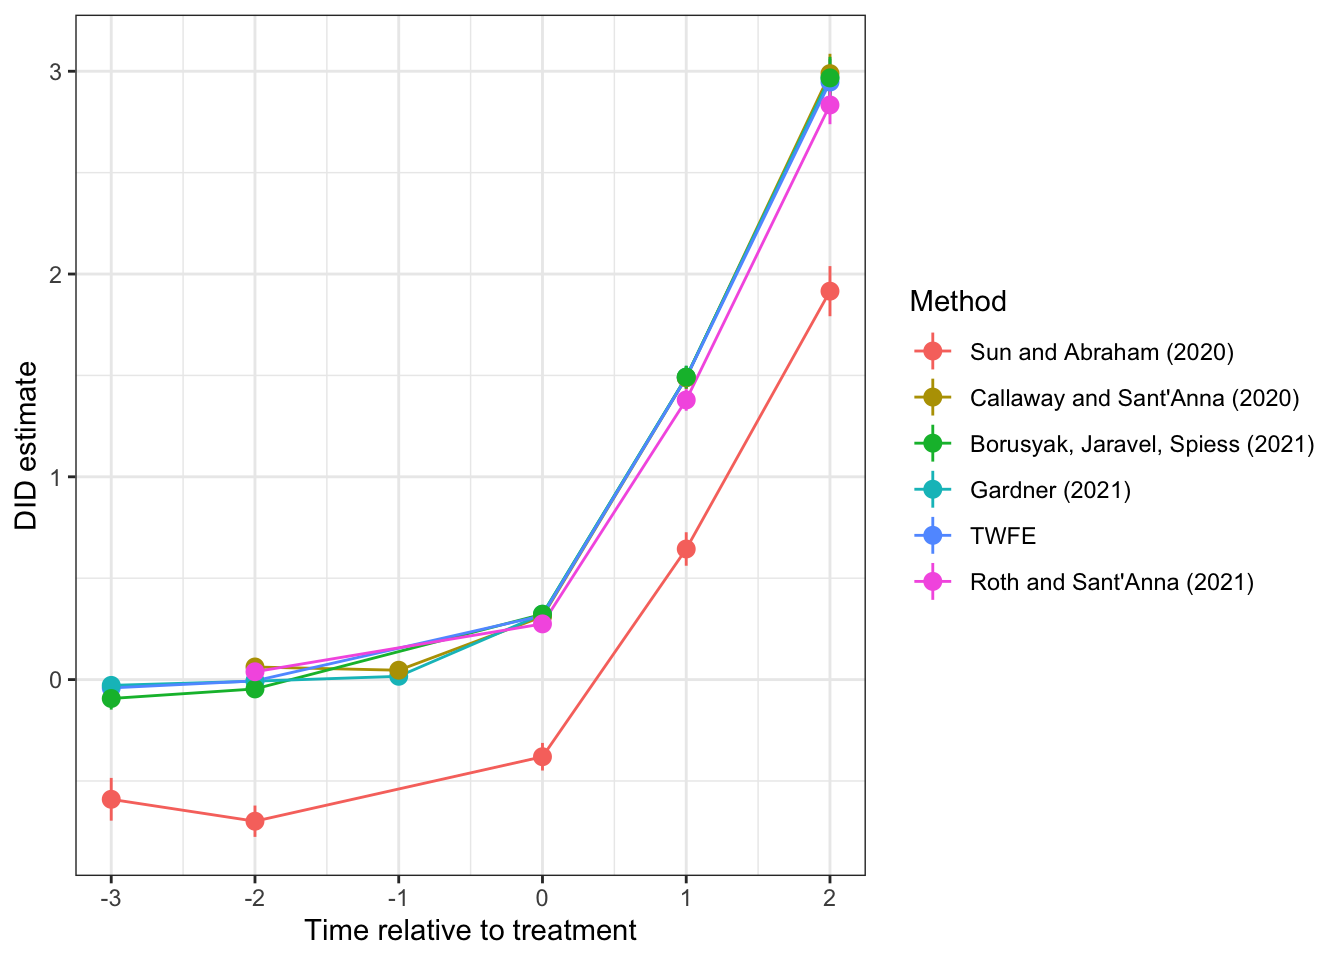 3
2
1
0
DID estimate
-3 -2 -1 0 1 2
Time relative to treatment
Method
Sun and Abraham (2020)
Callaway and Sant'Anna (2020)
Borusyak, Jaravel, Spiess (2021)
Gardner (2021)
TWFE
Roth and Sant'Anna (2021)